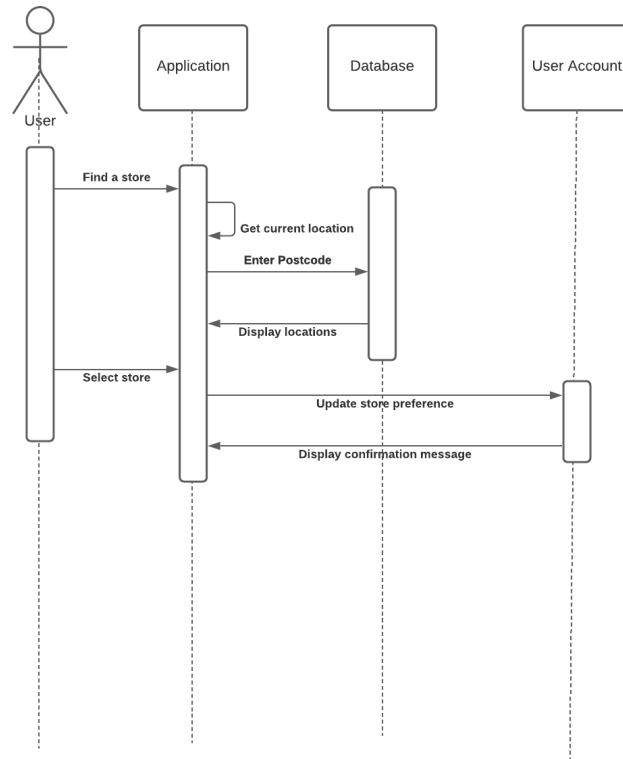 Application
Database
User Account
User
Find a store
Get current location
Enter Postcode
Display locations
Select store
Update store preference
Display confirmation message